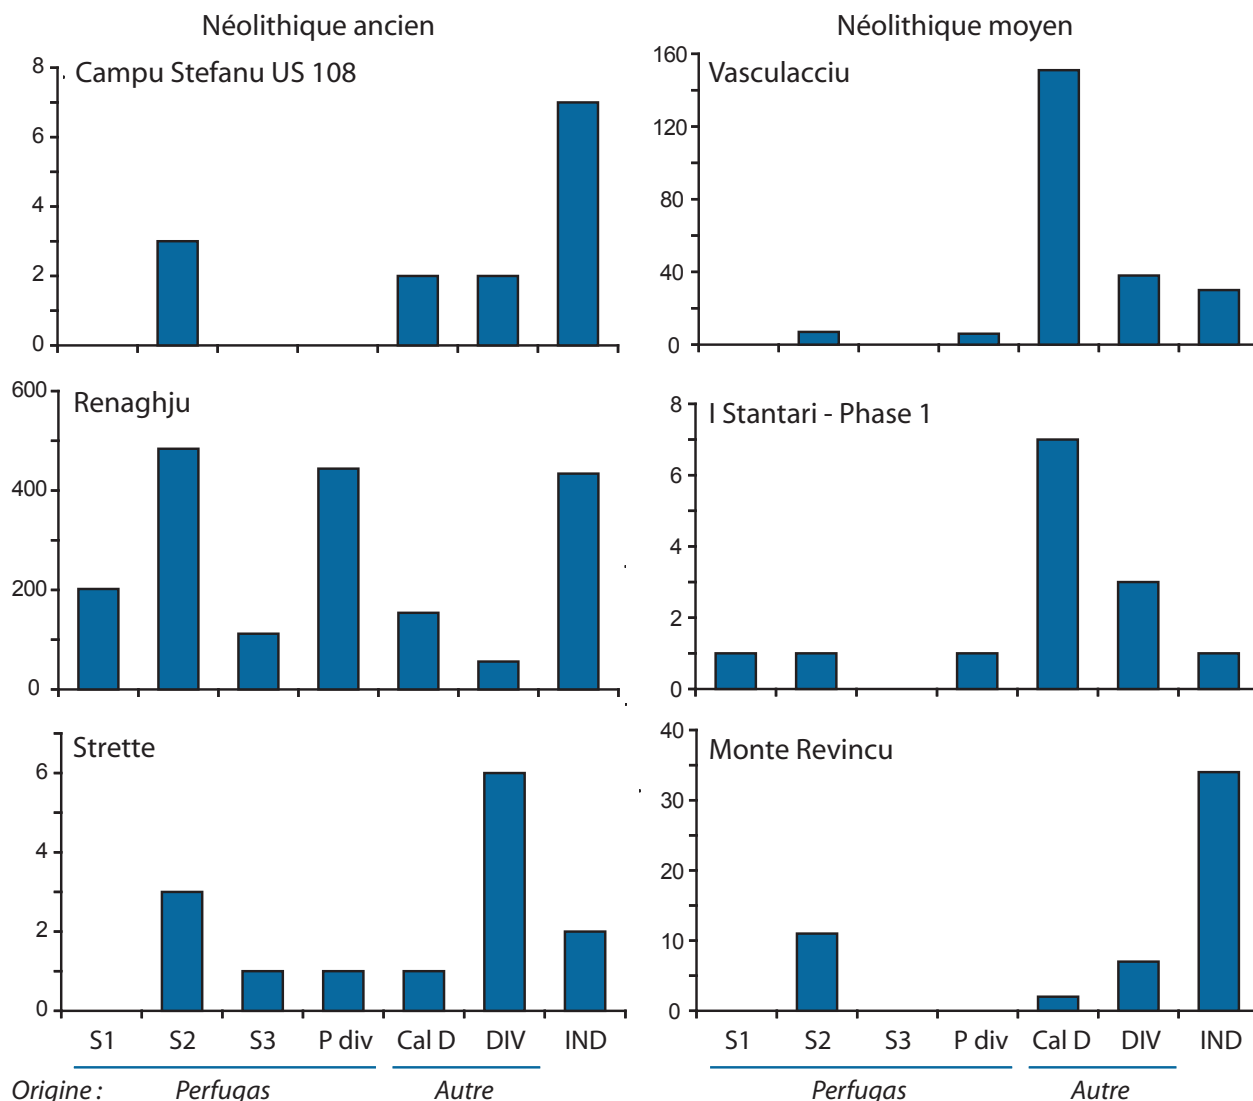 Néolithique ancien
Néolithique moyen
Campu Stefanu US 108
8
6
4
2
0
Vasculacciu
160
120
80
40
0
Renaghju
600
400
200
0
I Stantari - Phase 1
8
6
4
2
0
Strette
6
4
2
0
Monte Revincu
40
30
20
10
0
S1 S2 S3 P div Cal D DIV IND
S1 S2 S3 P div Cal D DIV IND
Origine : Perfugas Autre
Perfugas Autre